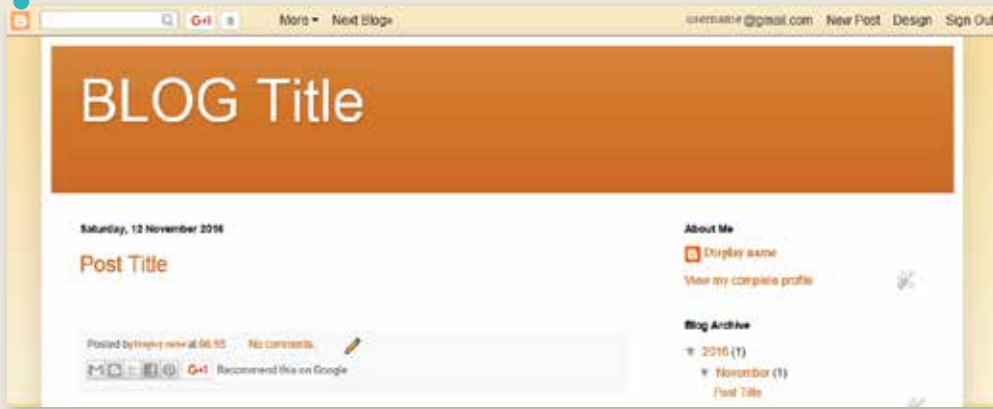 G+1 8 More Next Blog» username@gmail.com New Post Design Sign Out
BLOG Title
Saturday, 12 November 2016
Post Title
Posted by Display name at 06:55 No comments:
G+1 Recommend this on Google
About Me
Display name
View my complete profile
Blog Archive
▼ 2016 (1)
▼ November (1)
Post Title